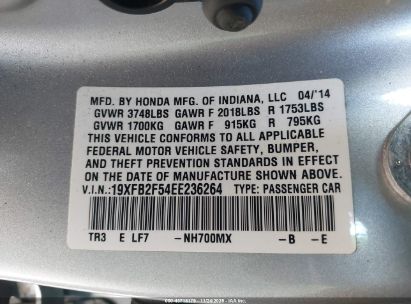 MFD. BY HONDA MFG. OF INDIANA, LLC 04/'14
GVWR 3748LBS GAWR F 2018LBS R 1753LBS
GVWR 1700KG GAWR F 915KG R 795KG
THIS VEHICLE CONFORMS TO ALL APPLICABLE
FEDERAL MOTOR VEHICLE SAFETY, BUMPER,
AND THEFT PREVENTION STANDARDS IN EFFECT
ON THE DATE OF MANUFACTURE SHOWN ABOVE.
V.I.N.: 19XFB2F54EE236264 TYPE: PASSENGER CAR
TR3 E LF7 -NH700MX -B -E